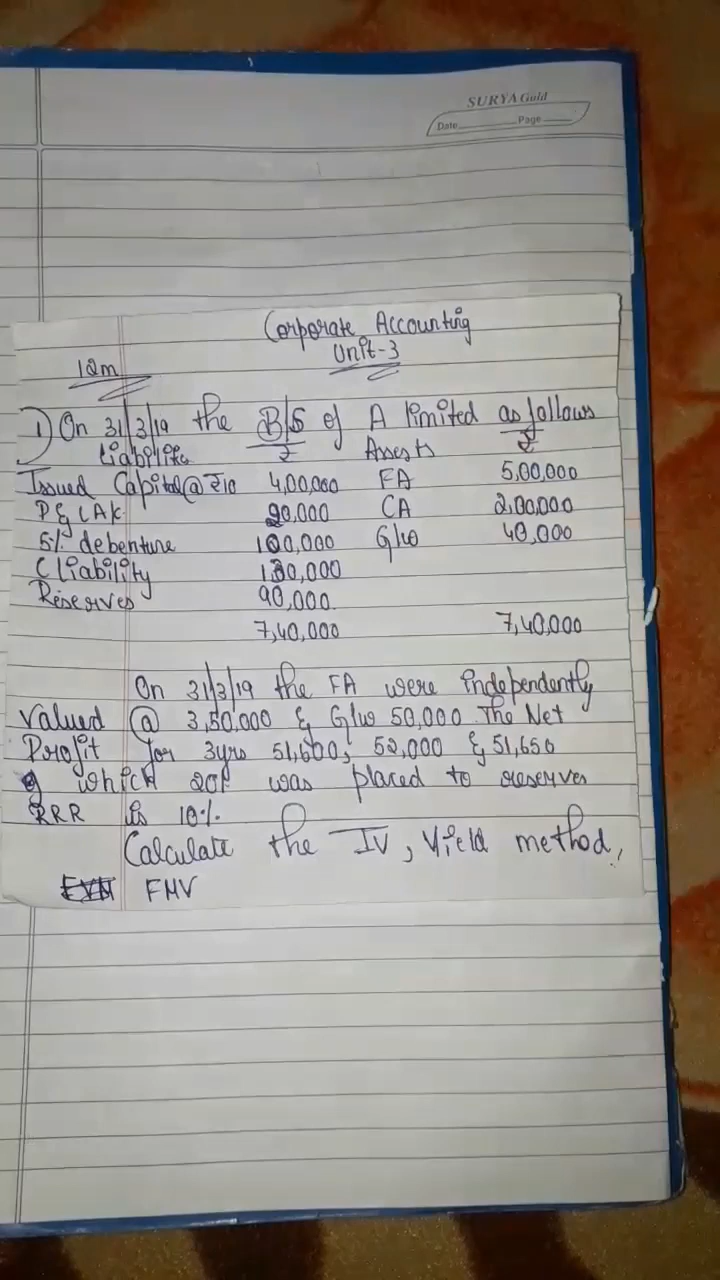 SURYA Gold
Date Page
Corporate Accounting
12m Unit-3
1) On 31/3/19 the B/S of A limited as follows
Liabilitie ₹ Assests ₹
Issued Capital@ ₹10 4,00,000 FA 5,00,000
P & L A/c 20,000 CA 2,00,000
5% debenture 100,000 G/w 40,000
C liability 130,000
Reserves 90,000
7,40,000 7,40,000
On 31/3/19 the FA were independently
Valued @ 3,50,000 & G/w 50,000 The Net
Profit for 3yrs 51,600; 52,000 & 51,650
of which 20% was placed to reserves
RRR is 10%.
Calculate the IV, Yield method,
FMV